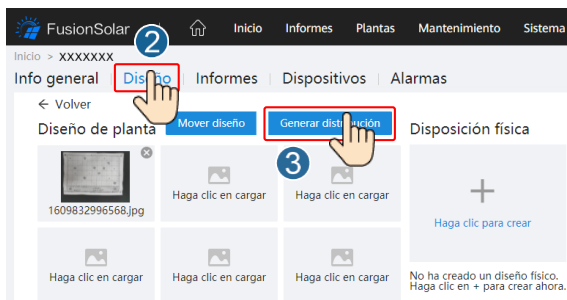 FusionSolar
Inicio Informes Plantas Mantenimiento Sistema
Inicio > XXXXXXX
2
Info general Diseño Informes Dispositivos Alarmas
← Volver
Diseño de planta Mover diseño Generar distribución Disposición física
3
1609832996568.jpg
Haga clic en cargar
Haga clic en cargar
Haga clic para crear
Haga clic en cargar
Haga clic en cargar
Haga clic en cargar
No ha creado un diseño físico.
Haga clic en + para crear ahora.